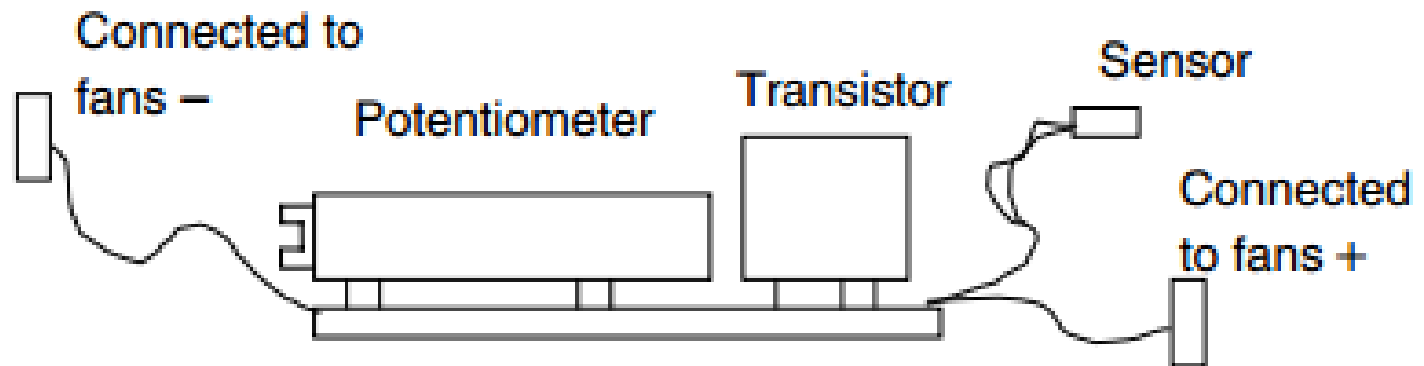 Connected to
fans –
Potentiometer
Transistor
Sensor
Connected
to fans +